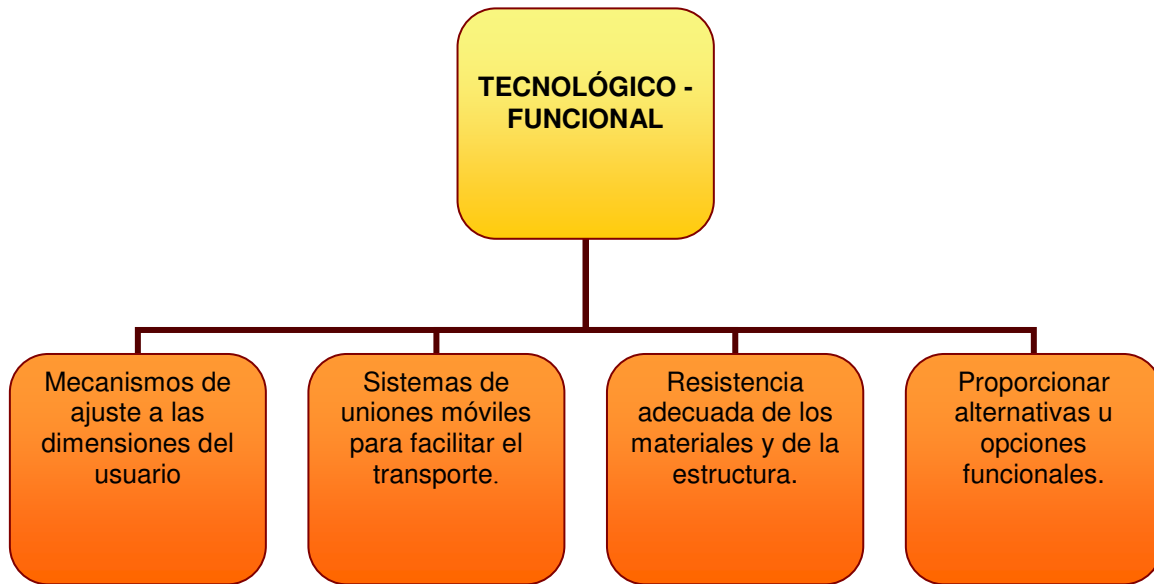 TECNOLÓGICO -
FUNCIONAL
Mecanismos de
ajuste a las
dimensiones del
usuario
Sistemas de
uniones móviles
para facilitar el
transporte.
Resistencia
adecuada de los
materiales y de la
estructura.
Proporcionar
alternativas u
opciones
funcionales.